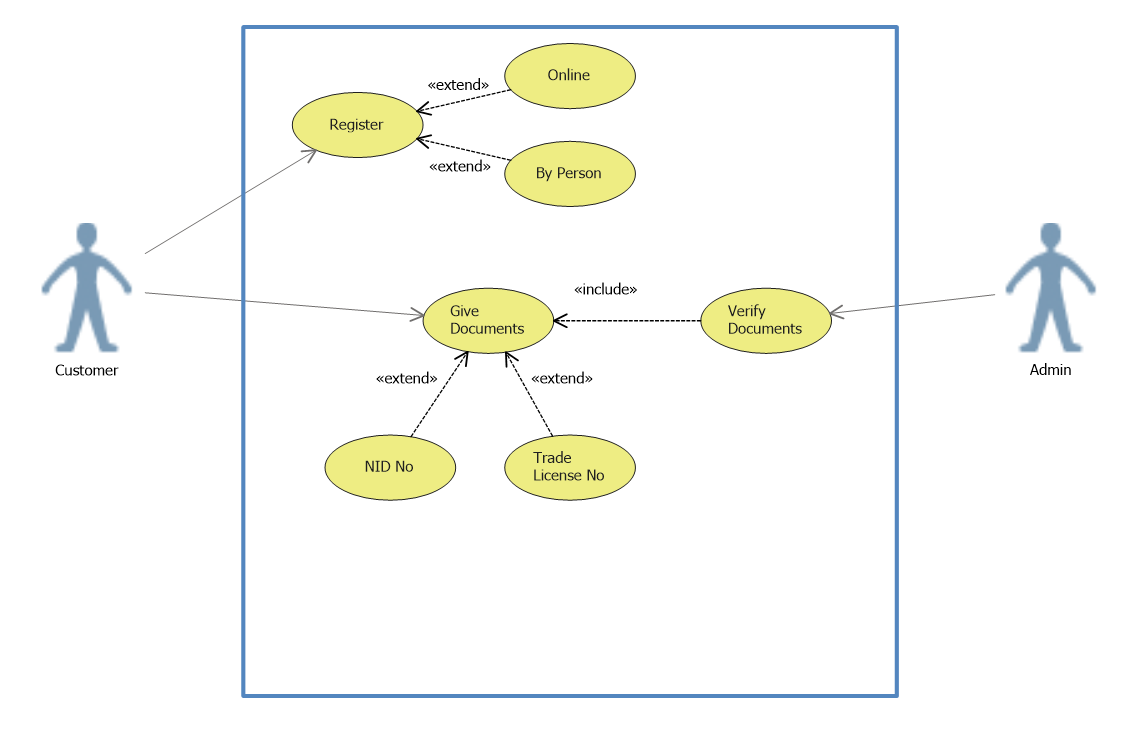 Online
«extend»
Register
«extend»
By Person
«include»
Give
Documents
Verify
Documents
Customer
Admin
«extend»
«extend»
NID No
Trade
License No